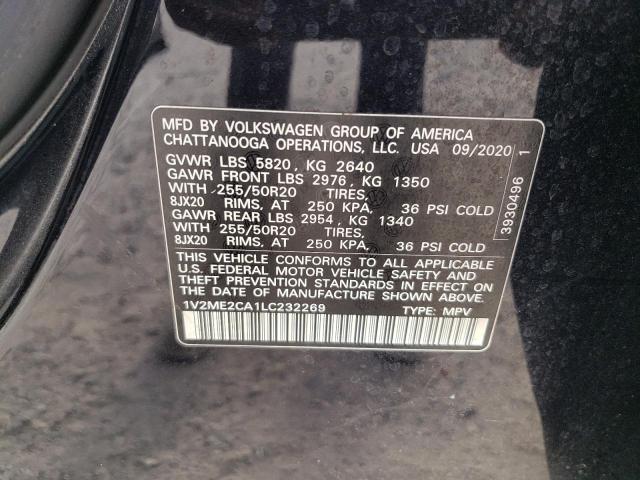 MFD BY VOLKSWAGEN GROUP OF AMERICA
CHATTANOOGA OPERATIONS, LLC. USA 09/2020
GVWR LBS 5820, KG 2640
GAWR FRONT LBS 2976, KG 1350
WITH 255/50R20 TIRES,
8JX20 RIMS, AT 250 KPA, 36 PSI COLD
GAWR REAR LBS 2954, KG 1340
WITH 255/50R20 TIRES,
8JX20 RIMS, AT 250 KPA, 36 PSI COLD
THIS VEHICLE CONFORMS TO ALL APPLICABLE
U.S. FEDERAL MOTOR VEHICLE SAFETY AND
THEFT PREVENTION STANDARDS IN EFFECT ON THE
DATE OF MANUFACTURE SHOWN ABOVE.
1V2ME2CA1LC232269 TYPE: MPV
3930496 1